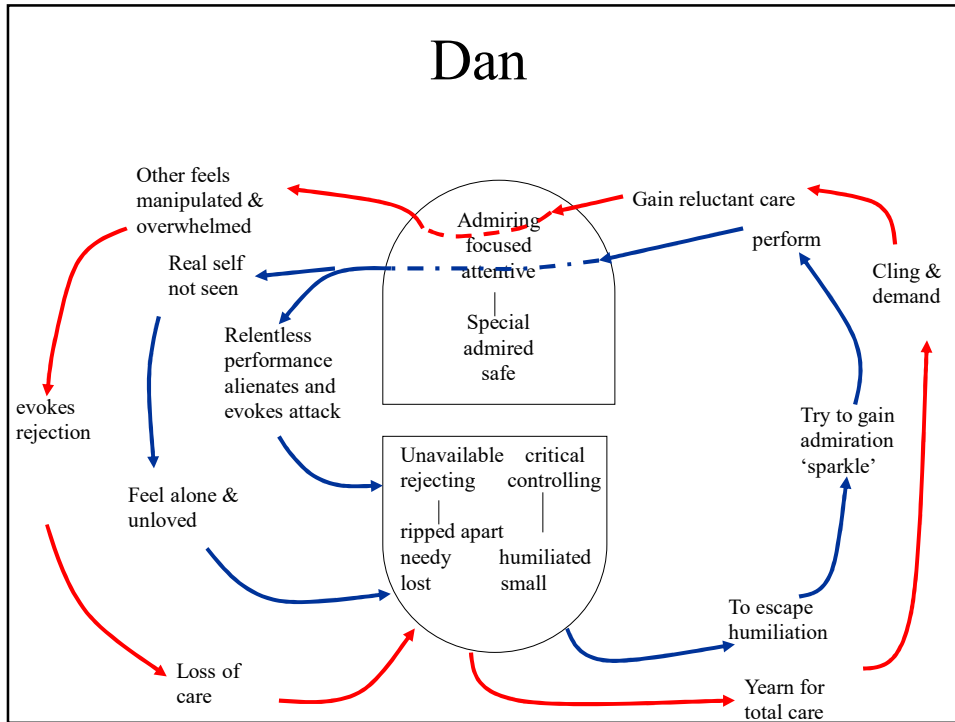 Dan
Other feels
manipulated &
overwhelmed
Gain reluctant care
Admiring
focused
attentive
perform
Real self
not seen
Cling &
demand
Special
admired
safe
Relentless
performance
alienates and
evokes attack
evokes
rejection
Try to gain
admiration
‘sparkle’
Unavailable
rejecting
critical
controlling
Feel alone &
unloved
ripped apart
needy
lost
humiliated
small
To escape
humiliation
Loss of
care
Yearn for
total care